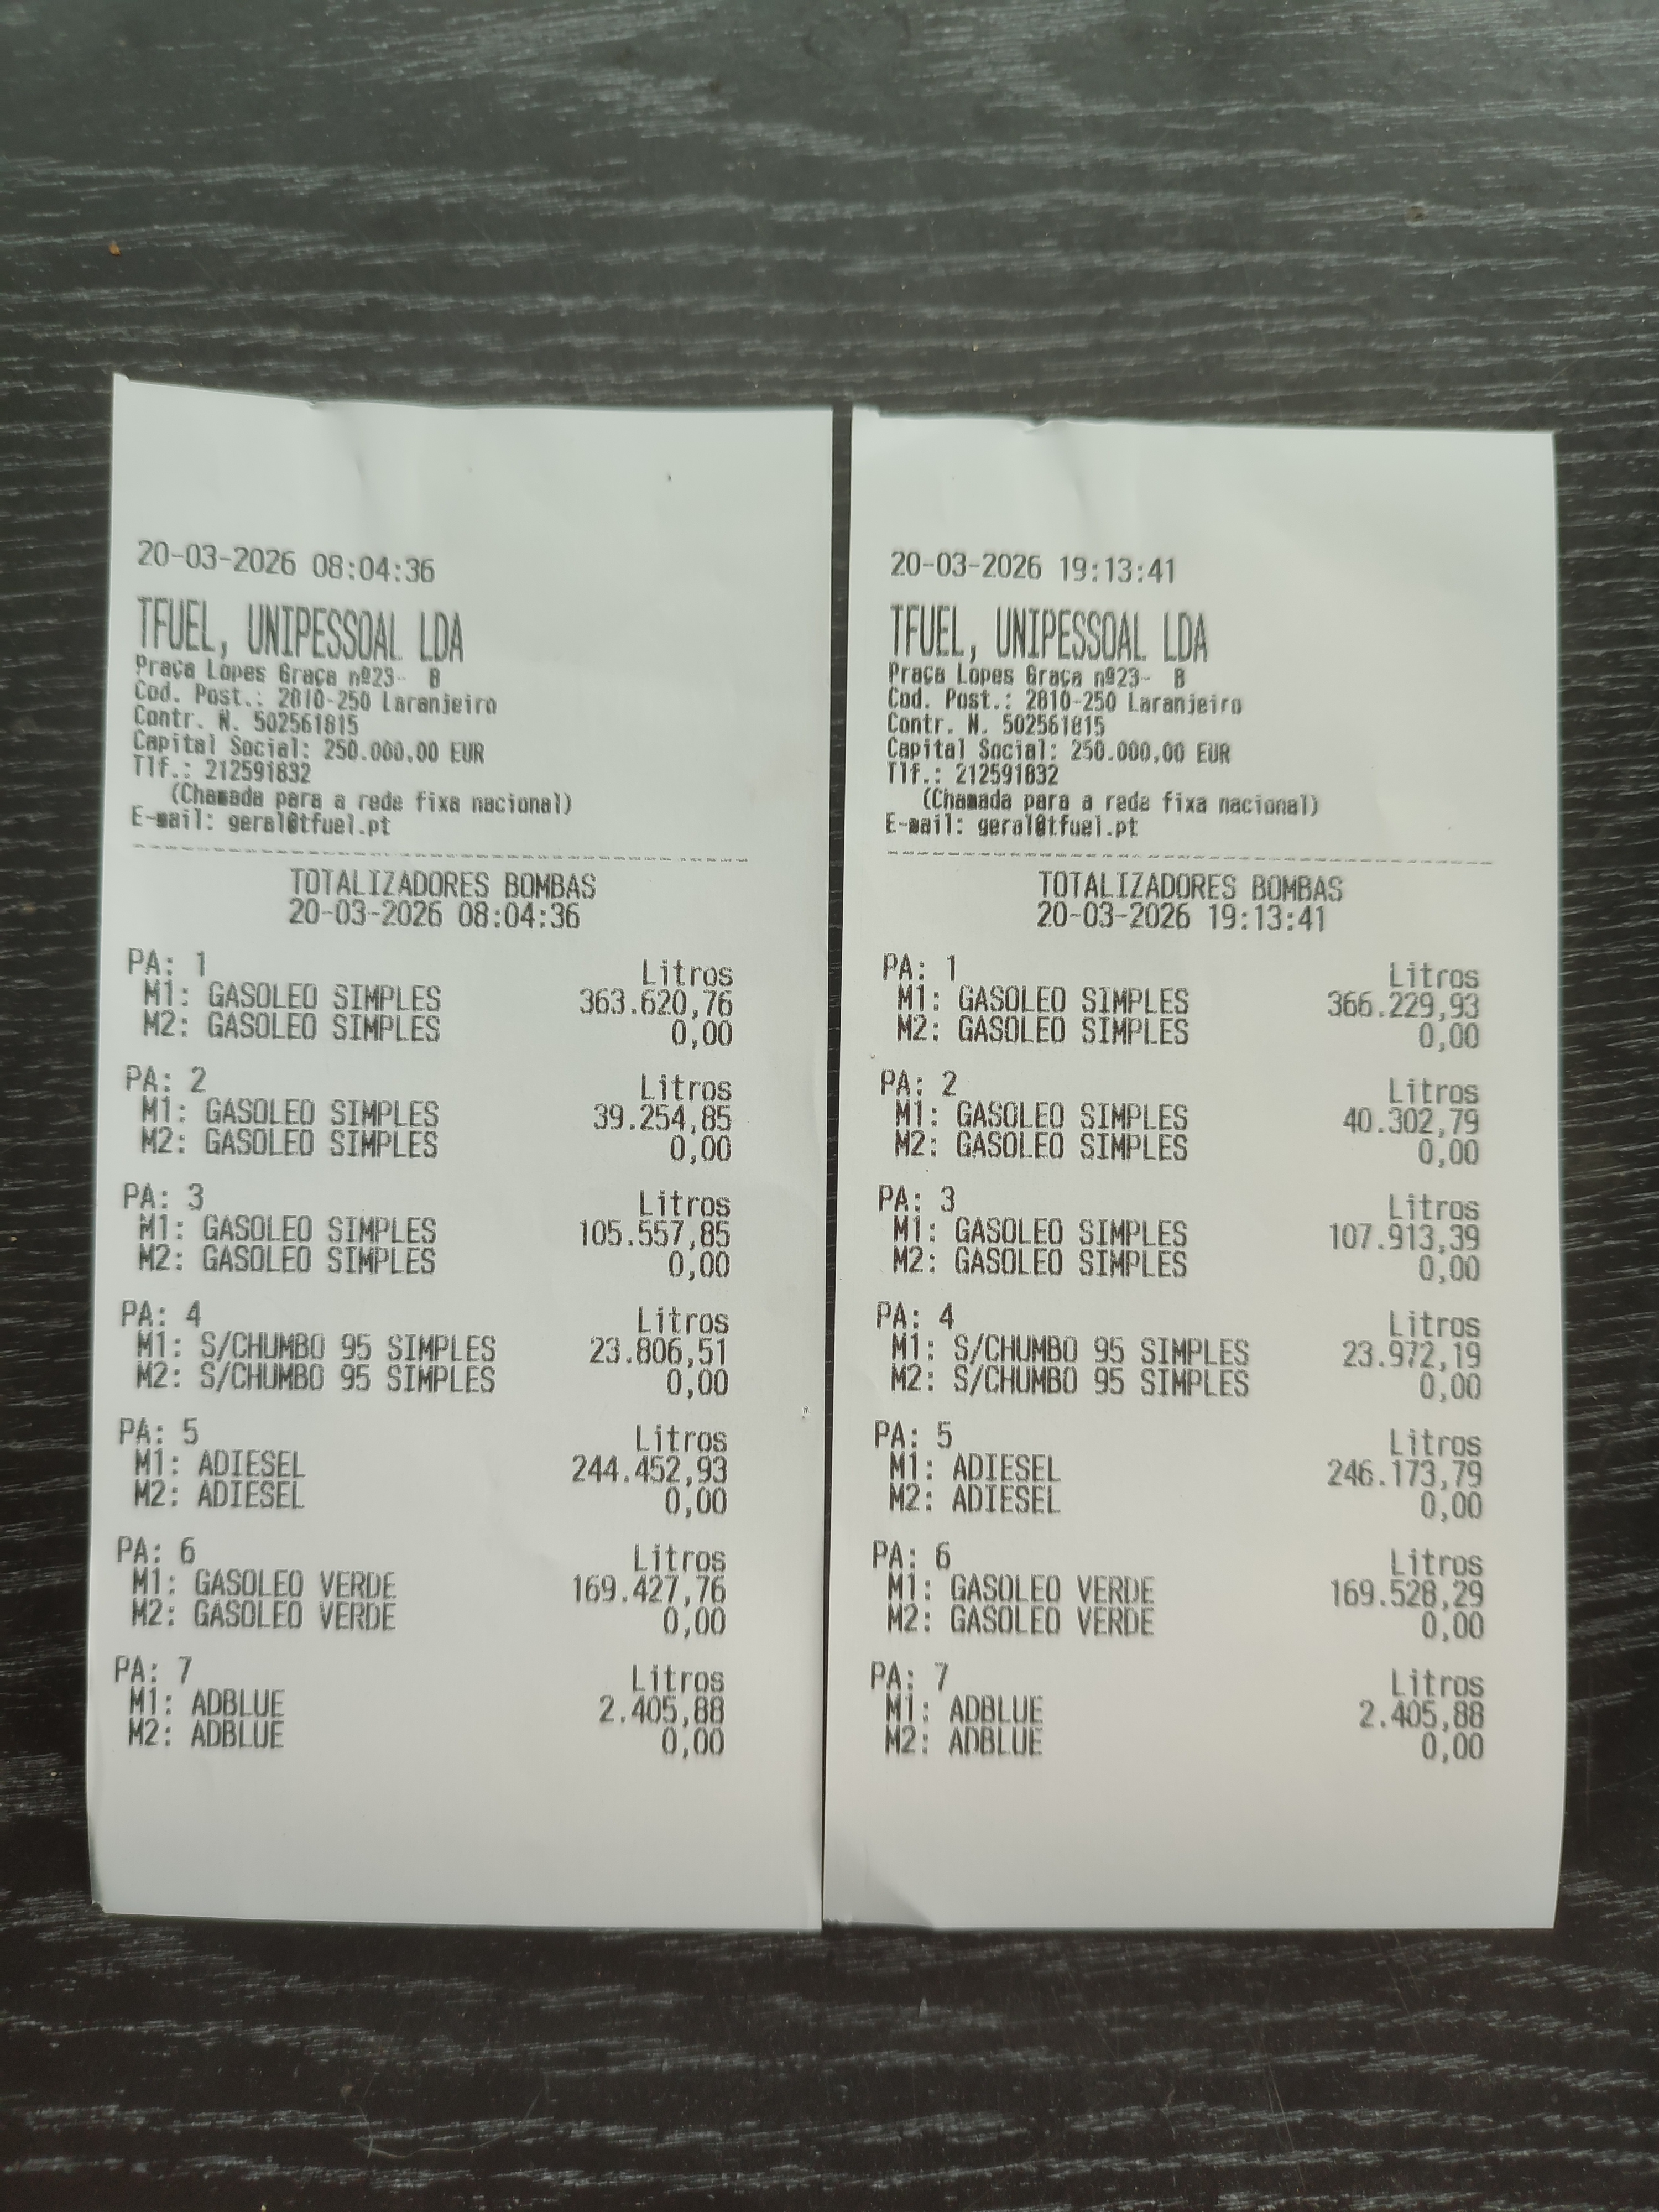 20-03-2026 08:04:36
TFUEL, UNIPESSOAL LDA
Praça Lopes Graça nº23-  B
Cod. Post.: 2810-250 Laranjeiro
Contr. N. 502561815
Capital Social: 250.000,00 EUR
Tlf.: 212591832
(Chamada para a rede fixa nacional)
E-mail: geral@tfuel.pt
TOTALIZADORES BOMBAS
20-03-2026 08:04:36
PA: 1 Litros
M1: GASOLEO SIMPLES 363.620,76
M2: GASOLEO SIMPLES 0,00
PA: 2 Litros
M1: GASOLEO SIMPLES 39.254,85
M2: GASOLEO SIMPLES 0,00
PA: 3 Litros
M1: GASOLEO SIMPLES 105.557,85
M2: GASOLEO SIMPLES 0,00
PA: 4 Litros
M1: S/CHUMBO 95 SIMPLES 23.806,51
M2: S/CHUMBO 95 SIMPLES 0,00
PA: 5 Litros
M1: ADIESEL 244.452,93
M2: ADIESEL 0,00
PA: 6 Litros
M1: GASOLEO VERDE 169.427,76
M2: GASOLEO VERDE 0,00
PA: 7 Litros
M1: ADBLUE 2.405,88
M2: ADBLUE 0,00
20-03-2026 19:13:41
TFUEL, UNIPESSOAL LDA
Praça Lopes Graça nº23-  B
Cod. Post.: 2810-250 Laranjeiro
Contr. N. 502561815
Capital Social: 250.000,00 EUR
Tlf.: 212591832
(Chamada para a rede fixa nacional)
E-mail: geral@tfuel.pt
TOTALIZADORES BOMBAS
20-03-2026 19:13:41
PA: 1 Litros
M1: GASOLEO SIMPLES 366.229,93
M2: GASOLEO SIMPLES 0,00
PA: 2 Litros
M1: GASOLEO SIMPLES 40.302,79
M2: GASOLEO SIMPLES 0,00
PA: 3 Litros
M1: GASOLEO SIMPLES 107.913,39
M2: GASOLEO SIMPLES 0,00
PA: 4 Litros
M1: S/CHUMBO 95 SIMPLES 23.972,19
M2: S/CHUMBO 95 SIMPLES 0,00
PA: 5 Litros
M1: ADIESEL 246.173,79
M2: ADIESEL 0,00
PA: 6 Litros
M1: GASOLEO VERDE 169.528,29
M2: GASOLEO VERDE 0,00
PA: 7 Litros
M1: ADBLUE 2.405,88
M2: ADBLUE 0,00